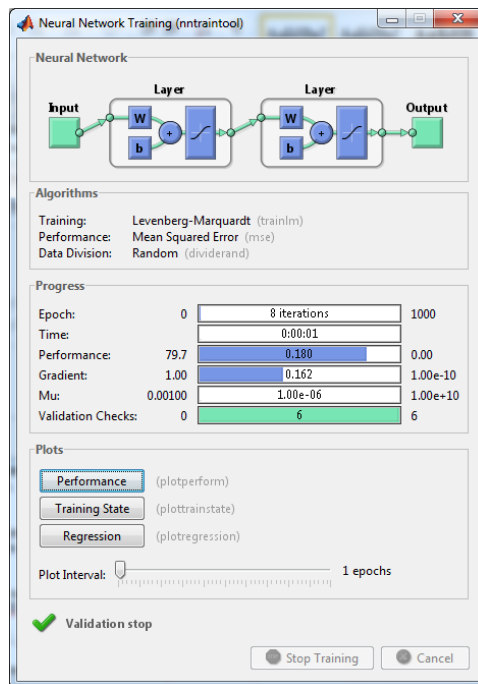 Neural Network Training (nntraintool)
Neural Network
Layer Layer
Input Output
W W
b b
+ +
Algorithms
Training: Levenberg-Marquardt (trainlm)
Performance: Mean Squared Error (mse)
Data Division: Random (dividerand)
Progress
Epoch: 0 8 iterations 1000
Time: 0:00:01
Performance: 79.7 0.180 0.00
Gradient: 1.00 0.162 1.00e-10
Mu: 0.00100 1.00e-06 1.00e+10
Validation Checks: 0 6 6
Plots
Performance (plotperform)
Training State (plottrainstate)
Regression (plotregression)
Plot Interval: 1 epochs
Validation stop
Stop Training Cancel